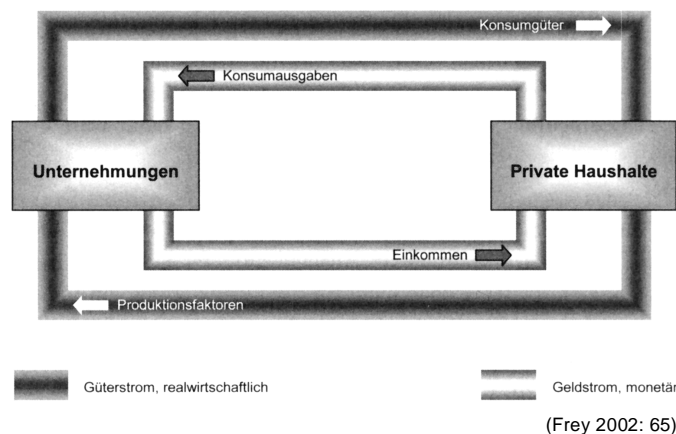 Konsumgüter
Konsumausgaben
Unternehmungen
Private Haushalte
Einkommen
Produktionsfaktoren
Güterstrom, realwirtschaftlich
Geldstrom, monetär
(Frey 2002: 65)